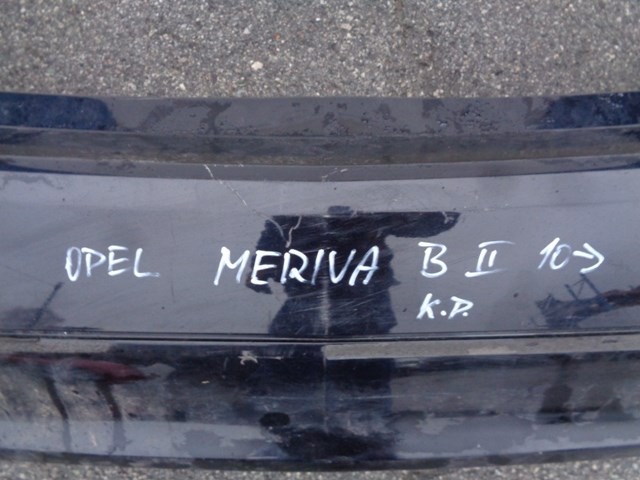 OPEL MERIVA B II 10->
K.D.